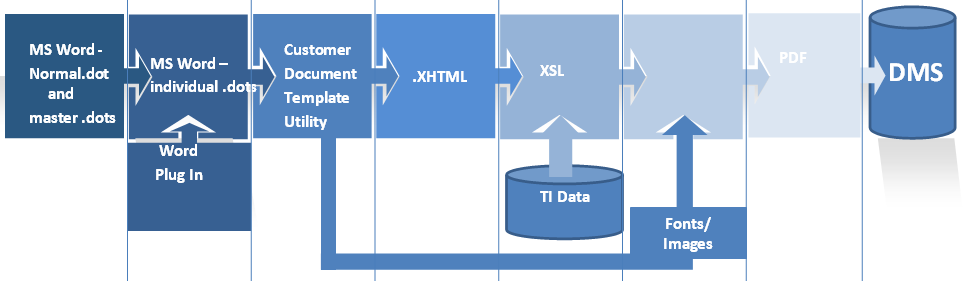 MS Word -
Normal.dot
and
master .dots
MS Word –
individual .dots
Word
Plug In
Customer
Document
Template
Utility
.XHTML
XSL
TI Data
Fonts/
Images
PDF
DMS